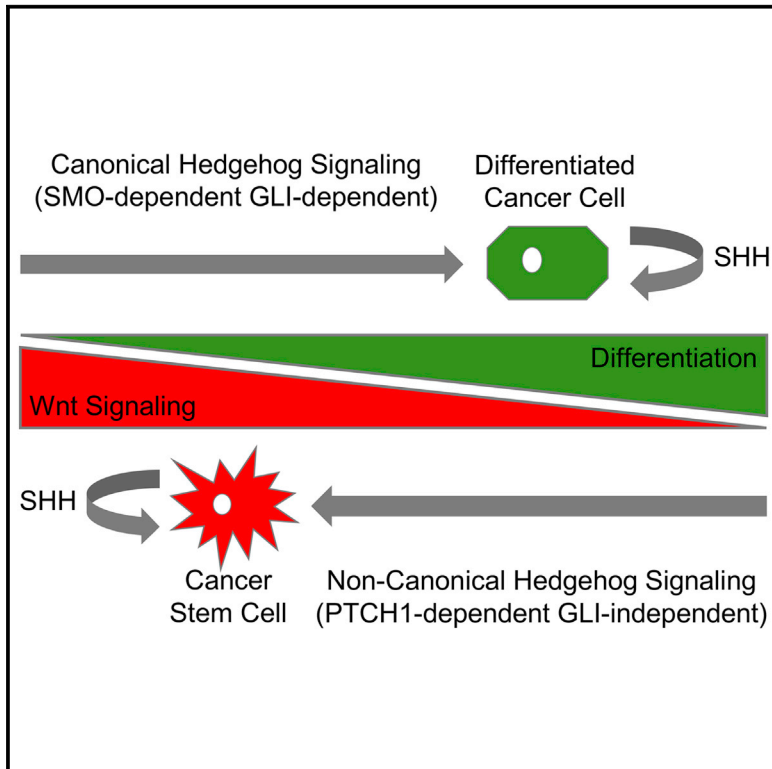 Canonical Hedgehog Signaling
(SMO-dependent GLI-dependent)
Differentiated
Cancer Cell
SHH
Differentiation
Wnt Signaling
SHH
Cancer
Stem Cell
Non-Canonical Hedgehog Signaling
(PTCH1-dependent GLI-independent)